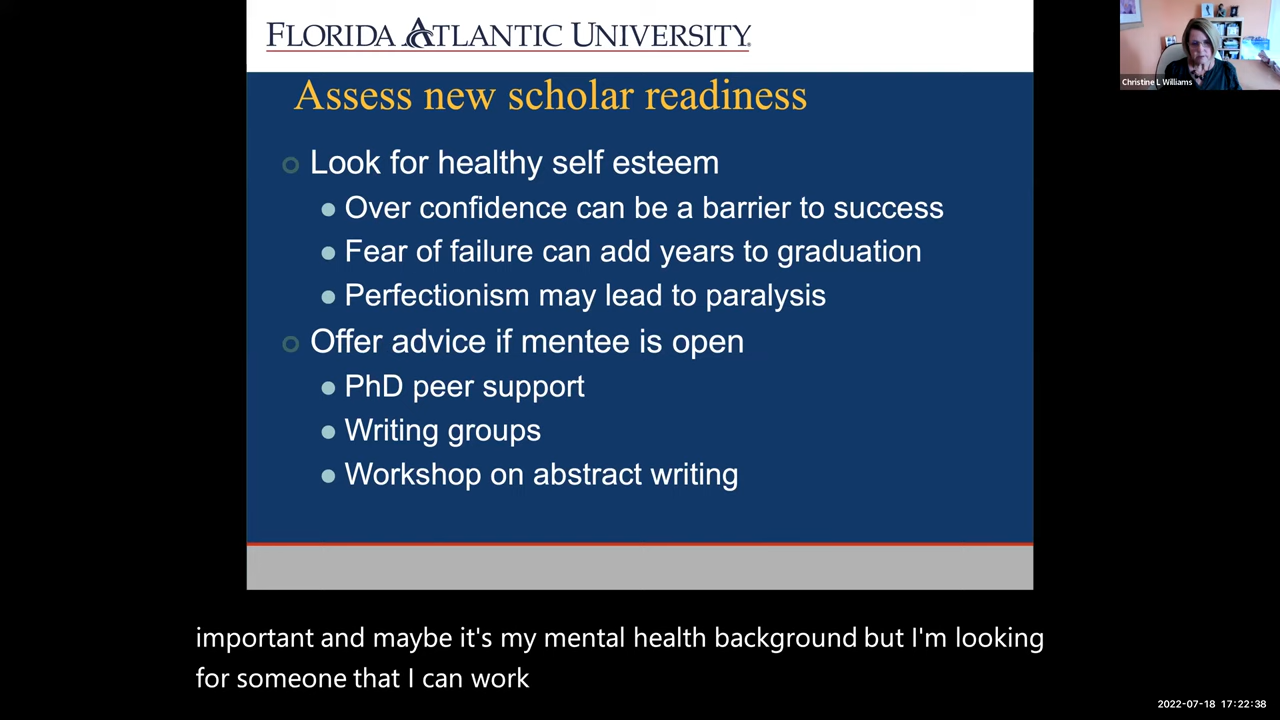 FLORIDA ATLANTIC UNIVERSITY.
Christine L Williams
Assess new scholar readiness
Look for healthy self esteem
Over confidence can be a barrier to success
Fear of failure can add years to graduation
Perfectionism may lead to paralysis
Offer advice if mentee is open
PhD peer support
Writing groups
Workshop on abstract writing
important and maybe it's my mental health background but I'm looking
for someone that I can work
2022-07-18 17:22:38